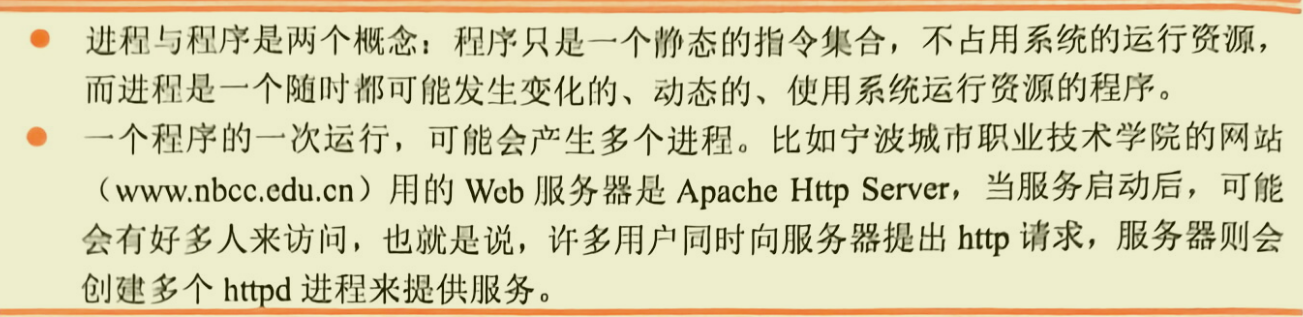 ● 进程与程序是两个概念：程序只是一个静态的指令集合，不占用系统的运行资源，
而进程是一个随时都可能发生变化的、动态的、使用系统运行资源的程序。
● 一个程序的一次运行，可能会产生多个进程。比如宁波城市职业技术学院的网站
（www.nbcc.edu.cn）用的 Web 服务器是 Apache Http Server，当服务启动后，可能
会有好多人来访问，也就是说，许多用户同时向服务器提出 http 请求，服务器则会
创建多个 httpd 进程来提供服务。